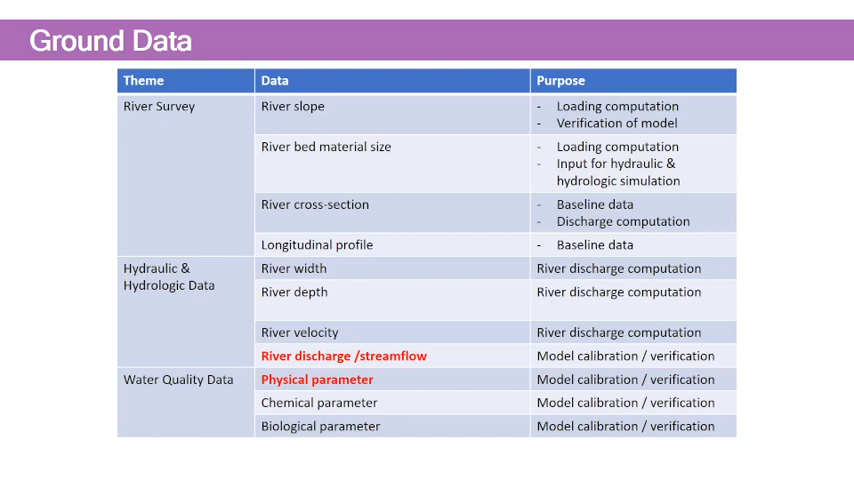 Ground Data
Theme Data Purpose
River Survey River slope - Loading computation
- Verification of model
River bed material size - Loading computation
- Input for hydraulic &
hydrologic simulation
River cross-section - Baseline data
- Discharge computation
Longitudinal profile - Baseline data
Hydraulic & River width River discharge computation
Hydrologic Data
River depth River discharge computation
River velocity River discharge computation
River discharge /streamflow Model calibration / verification
Water Quality Data Physical parameter Model calibration / verification
Chemical parameter Model calibration / verification
Biological parameter Model calibration / verification